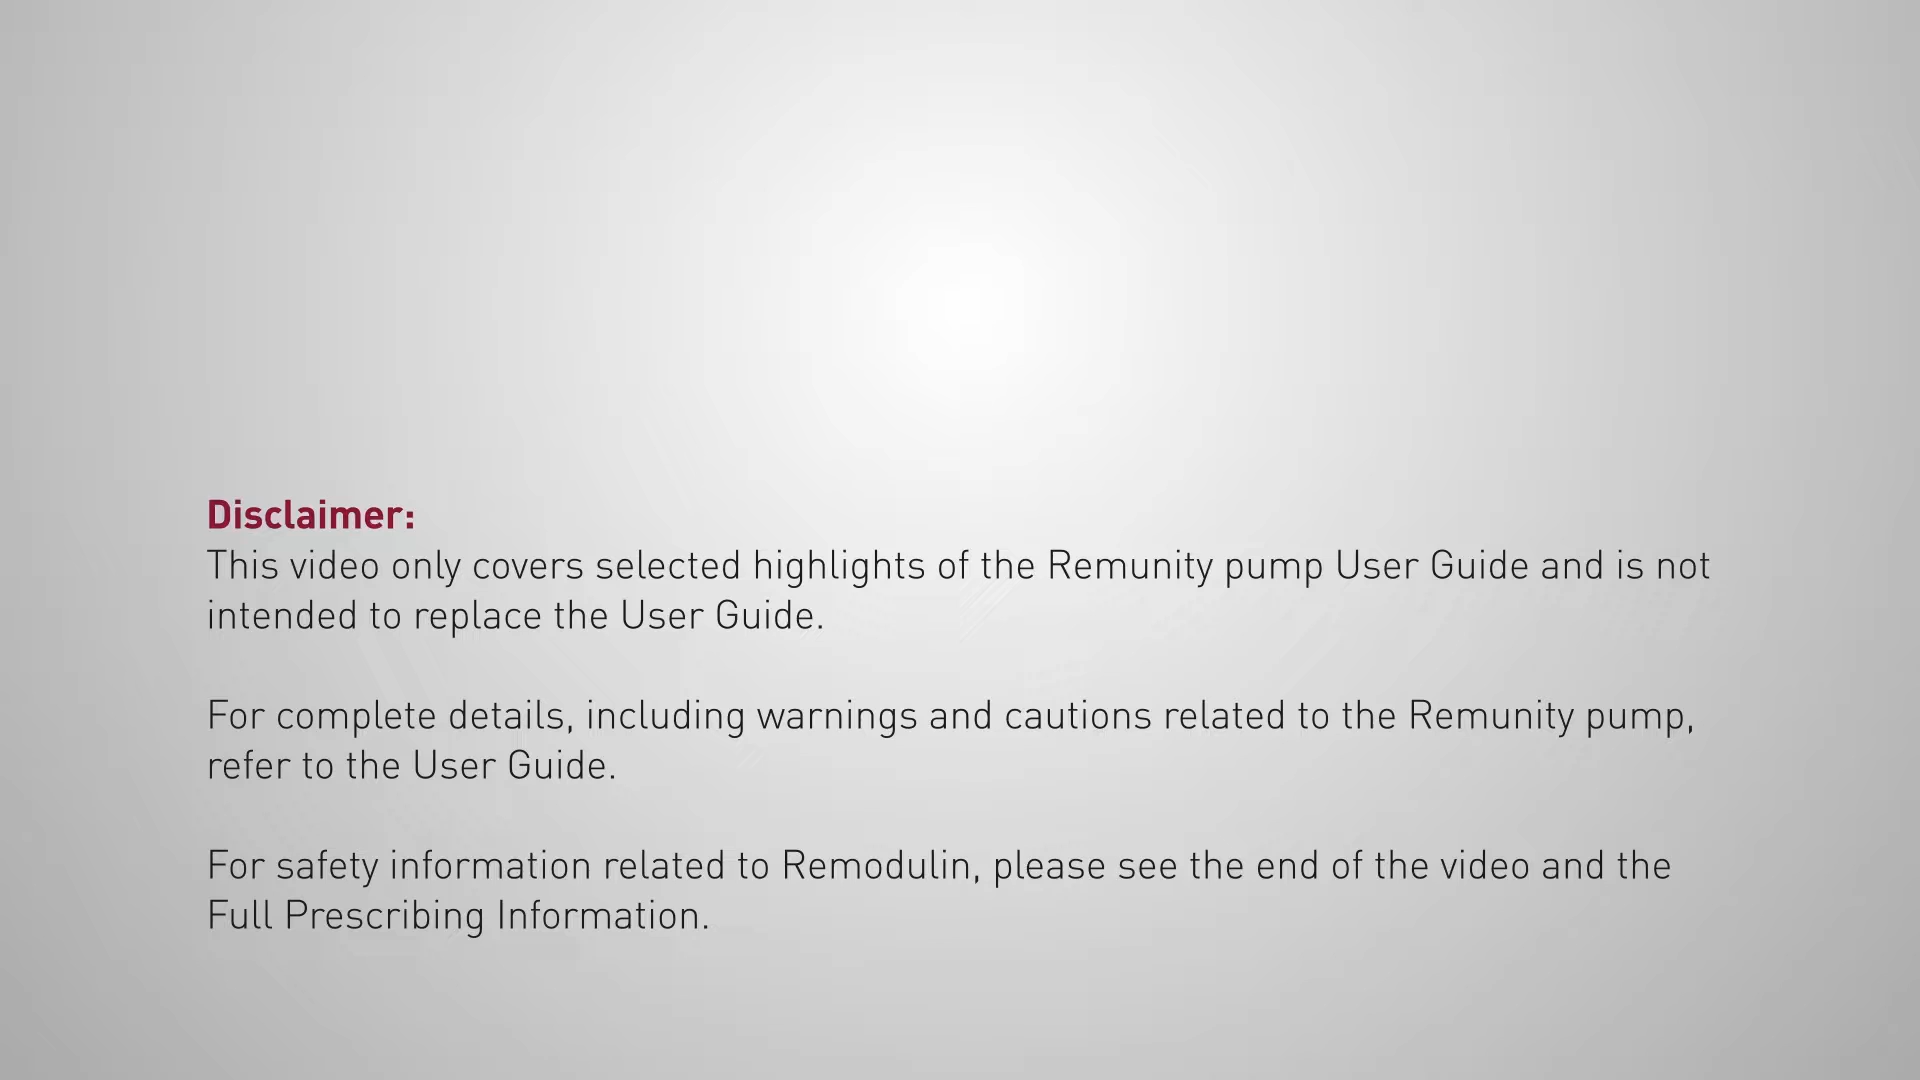 Disclaimer:
This video only covers selected highlights of the Remunity pump User Guide and is not
intended to replace the User Guide.
For complete details, including warnings and cautions related to the Remunity pump,
refer to the User Guide.
For safety information related to Remodulin, please see the end of the video and the
Full Prescribing Information.